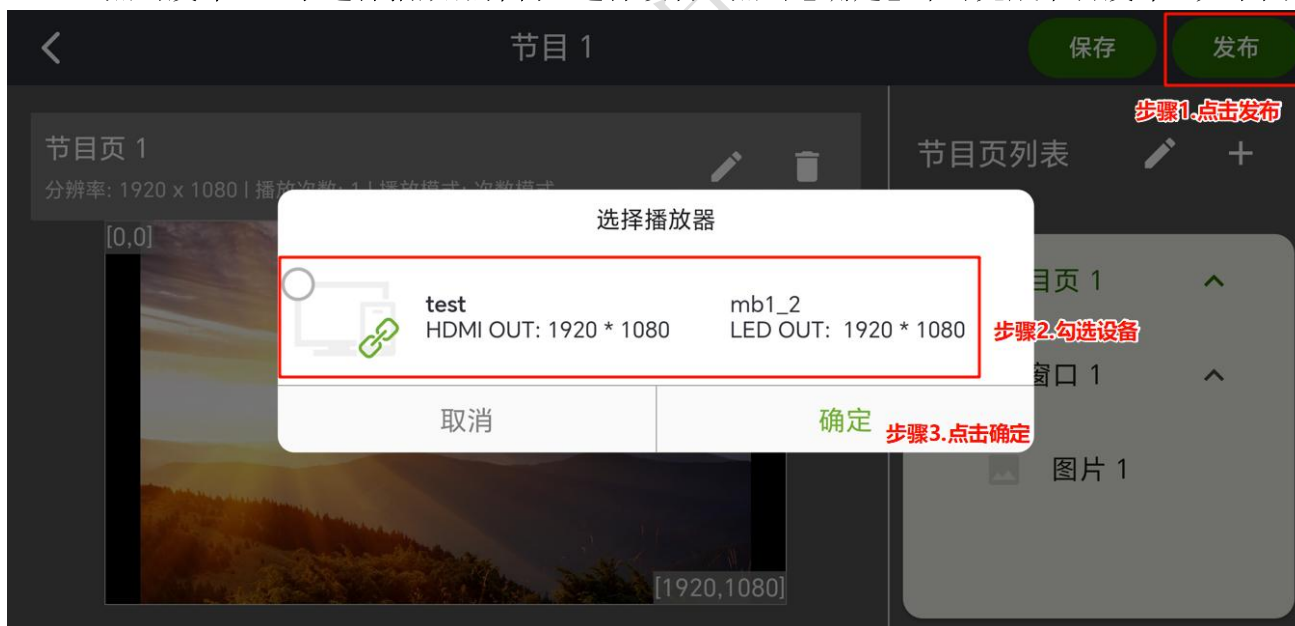 节目 1
保存
发布
步骤1.点击发布
节目页 1
分辨率: 1920 x 1080 | 播放次数: 1 | 播放模式: 次数模式
节目页列表
[0,0]
选择播放器
目页 1
test
mb1_2
HDMI OUT: 1920 * 1080
LED OUT: 1920 * 1080
步骤2.勾选设备
窗口 1
取消
确定
步骤3.点击确定
图片 1
[1920,1080]